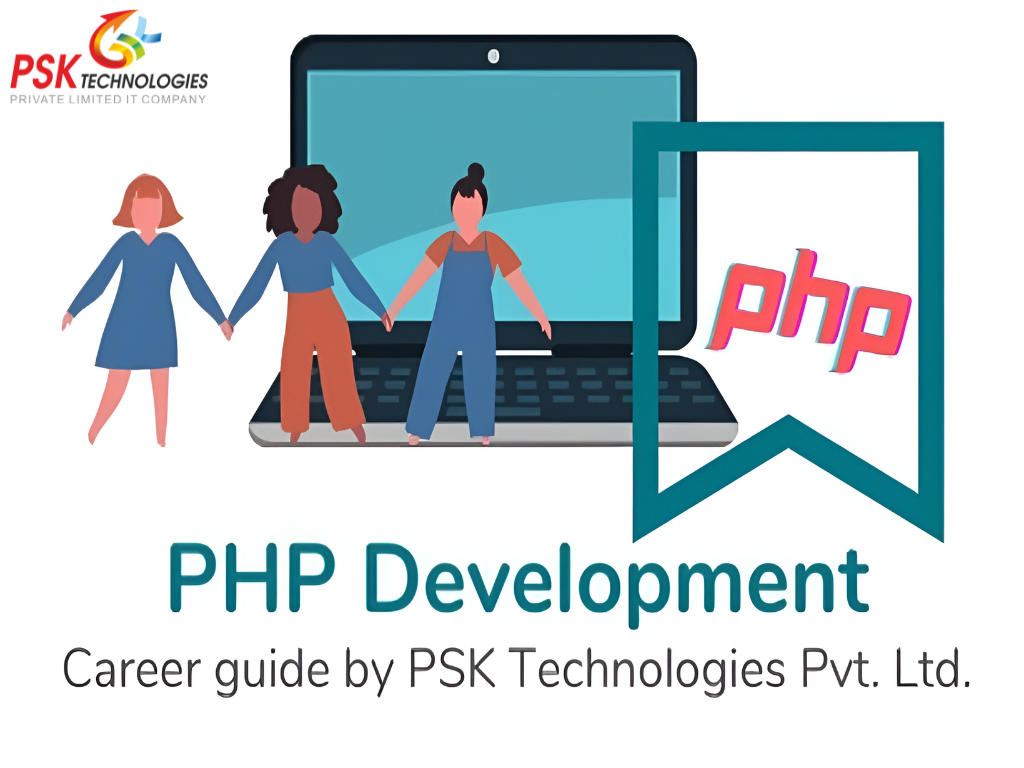 PSK TECHNOLOGIES
PRIVATE LIMITED IT COMPANY
php
PHP Development
Career guide by PSK Technologies Pvt. Ltd.